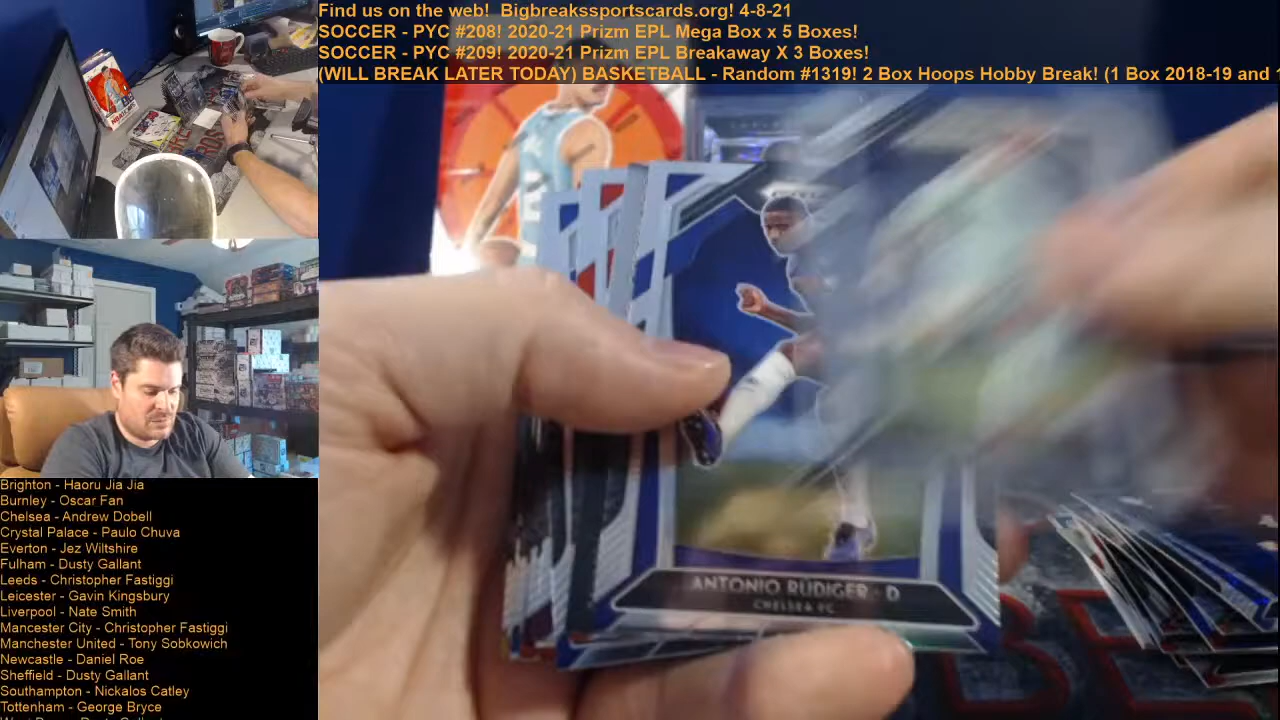 Find us on the web!  Bigbreakssportscards.org! 4-8-21
SOCCER - PYC #208! 2020-21 Prizm EPL Mega Box x 5 Boxes!
SOCCER - PYC #209! 2020-21 Prizm EPL Breakaway X 3 Boxes!
(WILL BREAK LATER TODAY) BASKETBALL - Random #1319! 2 Box Hoops Hobby Break! (1 Box 2018-19 and
Brighton - Haoru Jia Jia
Burnley - Oscar Fan
Chelsea - Andrew Dobell
Crystal Palace - Paulo Chuva
Everton - Jez Wiltshire
Fulham - Dusty Gallant
Leeds - Christopher Fastiggi
Leicester - Gavin Kingsbury
Liverpool - Nate Smith
Mancester City - Christopher Fastiggi
Manchester United - Tony Sobkowich
Newcastle - Daniel Roe
Sheffield - Dusty Gallant
Southampton - Nickalos Catley
Tottenham - George Bryce
ANTONIO RÜDIGER - D
CHELSEA FC